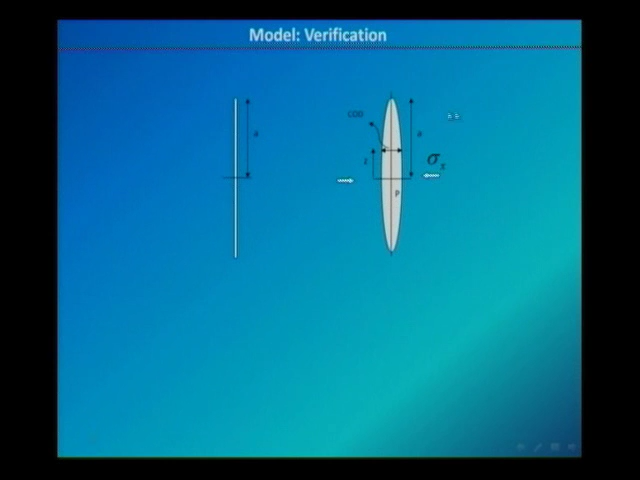 Model: Verification
a
COD
a
σx
z
P